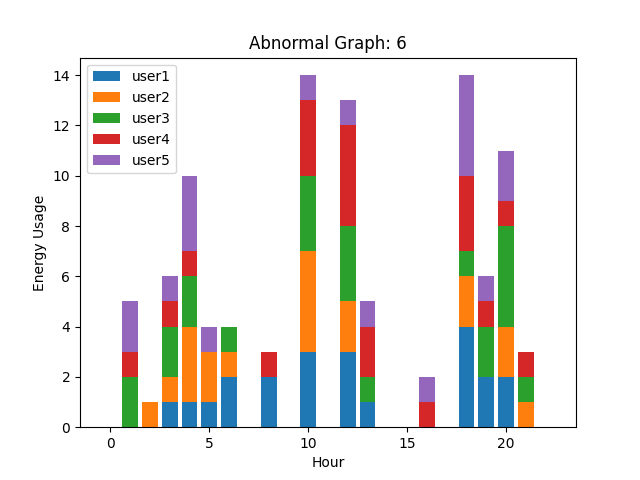 Abnormal Graph: 6
user1
user2
user3
user4
user5
Energy Usage
14
12
10
8
6
4
2
0
0 5 10 15 20
Hour